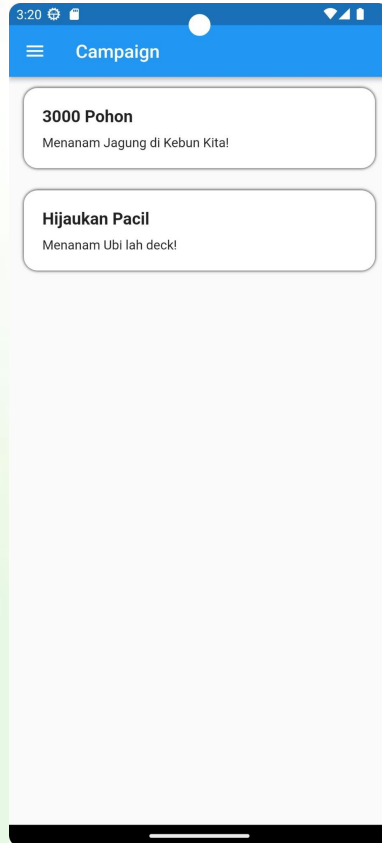 3:20
Campaign
3000 Pohon
Menanam Jagung di Kebun Kita!
Hijaukan Pacil
Menanam Ubi lah deck!